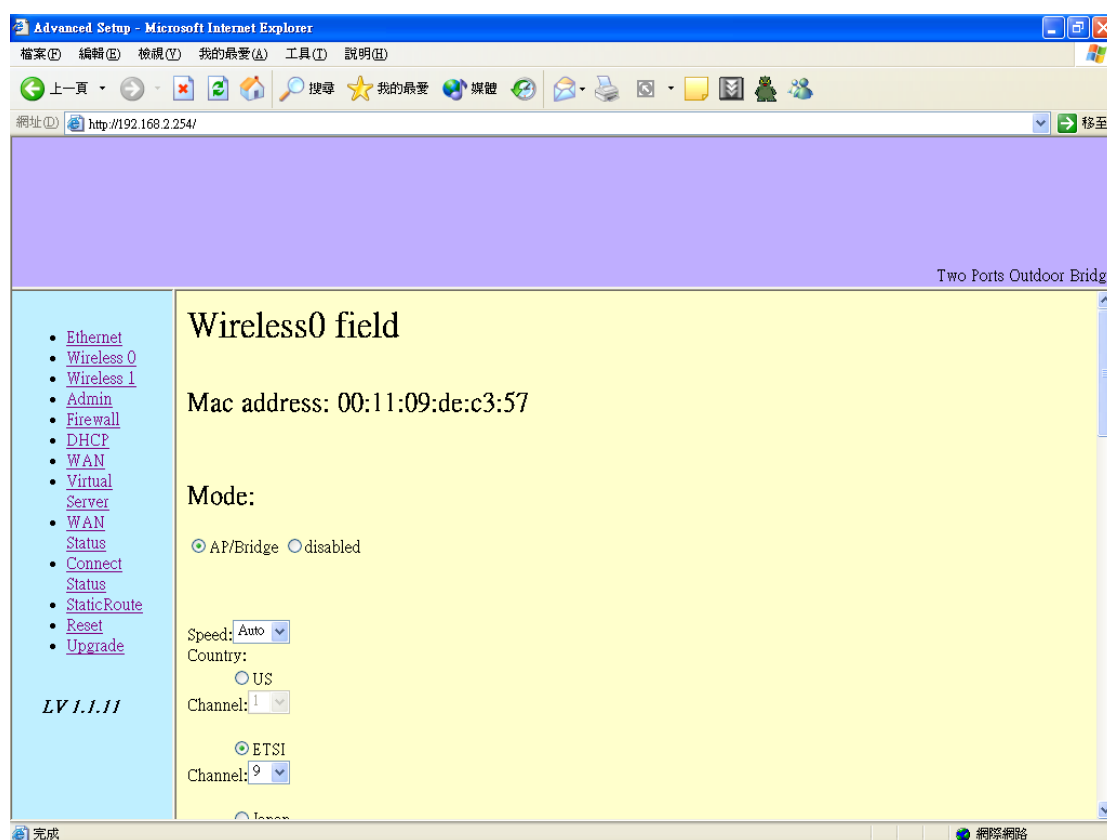 Advanced Setup - Microsoft Internet Explorer
檔案(F) 編輯(E) 檢視(V) 我的最愛(A) 工具(T) 說明(H)
上一頁 搜尋 我的最愛 媒體
網址(D) http://192.168.2.254/ 移至
Two Ports Outdoor Bridg
Ethernet
Wireless 0
Wireless 1
Admin
Firewall
DHCP
WAN
Virtual
Server
WAN
Status
Connect
Status
StaticRoute
Reset
Upgrade
LV 1.1.11
Wireless0 field
Mac address: 00:11:09:de:c3:57
Mode:
AP/Bridge disabled
Speed: Auto
Country:
US
Channel: 1
ETSI
Channel: 9
Japan
完成 網際網路